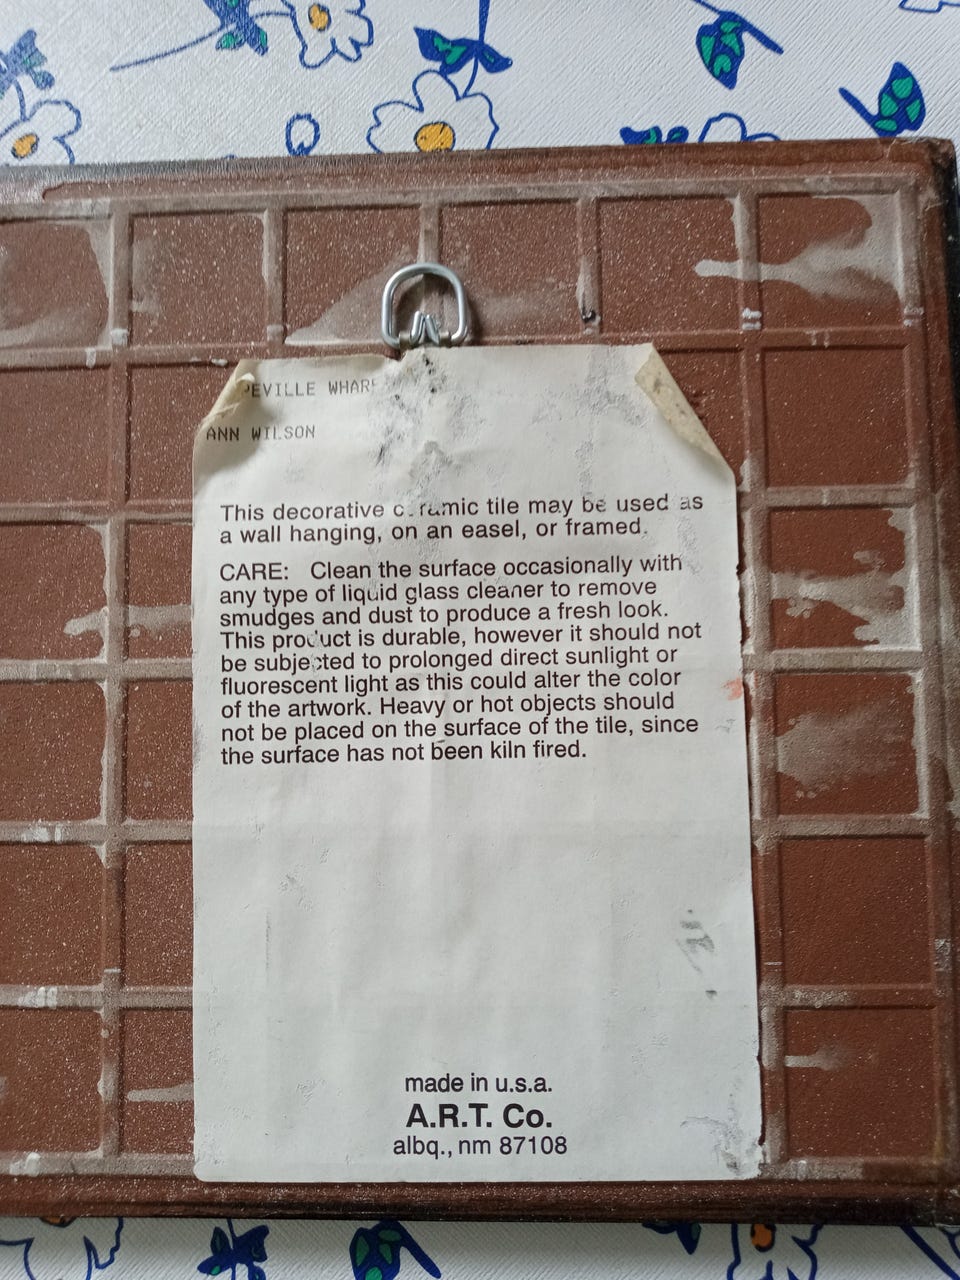 ANN WILSON
This decorative ceramic tile may be used as
a wall hanging, on an easel, or framed.
CARE: Clean the surface occasionally with
any type of liquid glass cleaner to remove
smudges and dust to produce a fresh look.
This product is durable, however it should not
be subjected to prolonged direct sunlight or
fluorescent light as this could alter the color
of the artwork. Heavy or hot objects should
not be placed on the surface of the tile, since
the surface has not been kiln fired.
made in u.s.a.
A.R.T. Co.
albq., nm 87108